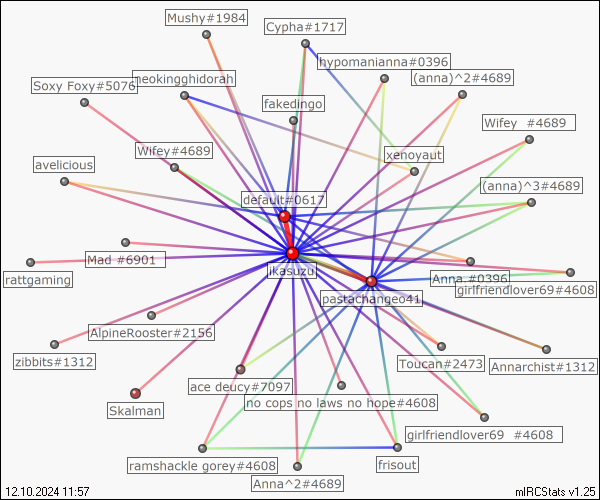 Mushy#1984
Cypha#1717
hypomanianna#0396
(anna)^2#4689
Soxy Foxy#5076
neokingghidorah
fakedingo
Wifey #4689
Wifey#4689
xenoyaut
avelicious
(anna)^3#4689
default#0617
Mad #6901
ikasuzu
rattgaming
Anna #0396
girlfriendlover69#4608
pastachangeo41
AlpineRooster#2156
zibbits#1312
Toucan#2473
Annarchist#1312
ace deucy#7097
no cops no laws no hope#4608
Skalman
girlfriendlover69 #4608
ramshackle gorey#4608
frisout
Anna^2#4689
12.10.2024 11:57
mIRCStats v1.25